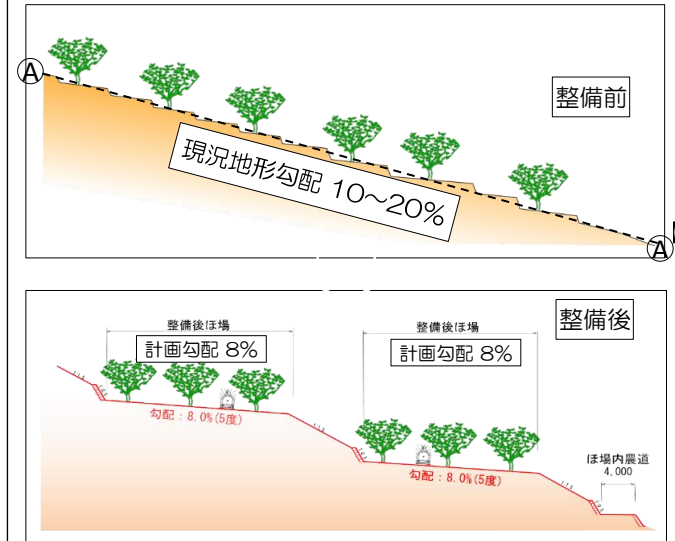 A
整備前
現況地形勾配 10~20%
A
整備後
整備後ほ場
計画勾配 8%
整備後ほ場
計画勾配 8%
勾配:8.0%(5度)
勾配:8.0%(5度)
ほ場内農道
4,000